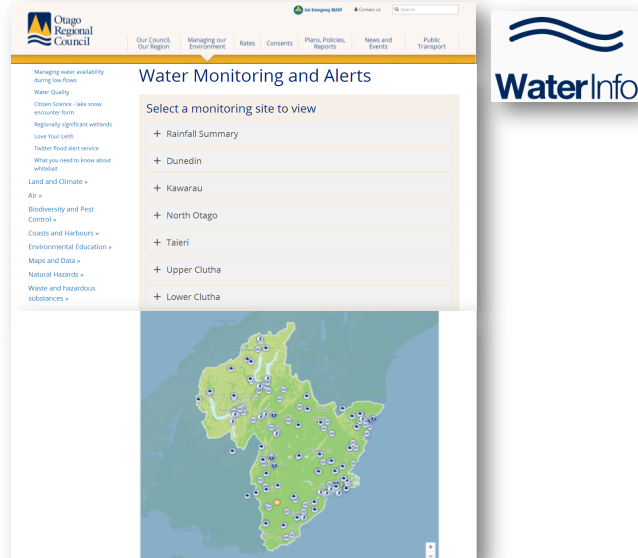 Otago
Regional
Council
Get Emergency READY
Contact us
Search
Our Council,
Our Region
Managing our
Environment
Rates
Consents
Plans, Policies,
Reports
News and
Events
Public
Transport
Managing water availability
during low flows
Water Quality
Citizen Science - lake snow
encounter form
Regionally significant wetlands
Love Your Leith
Twitter flood alert service
What you need to know about
whitebait
Land and Climate »
Air »
Biodiversity and Pest
Control »
Coasts and Harbours »
Environmental Education »
Maps and Data »
Natural Hazards »
Waste and hazardous
substances »
Water Monitoring and Alerts
Select a monitoring site to view
+ Rainfall Summary
+ Dunedin
+ Kawarau
+ North Otago
+ Taieri
+ Upper Clutha
+ Lower Clutha
+
−
WaterInfo